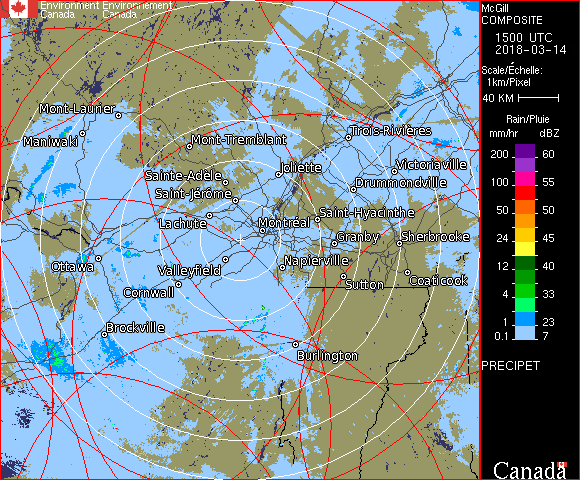 Environment Environnement
Canada Canada
McGill
COMPOSITE
1500 UTC
2018-03-14
Scale/Échelle:
1km/Pixel
40 KM
Rain/Pluie
mm/hr dBZ
200 60
55
100 55
50 50
24 45
12 40
4 33
1 23
0.1 7
PRECIPET
Canada
Mont-Laurier
Maniwaki
Mont-Tremblant
Trois-Rivières
Sainte-Adèle
Joliette
Victoriaville
Saint-Jérôme
Drummondville
Lachute
Montréal
Saint-Hyacinthe
Granby
Sherbrooke
Ottawa
Valleyfield
Napierville
Cornwall
Sutton
Coaticook
Brockville
Burlington